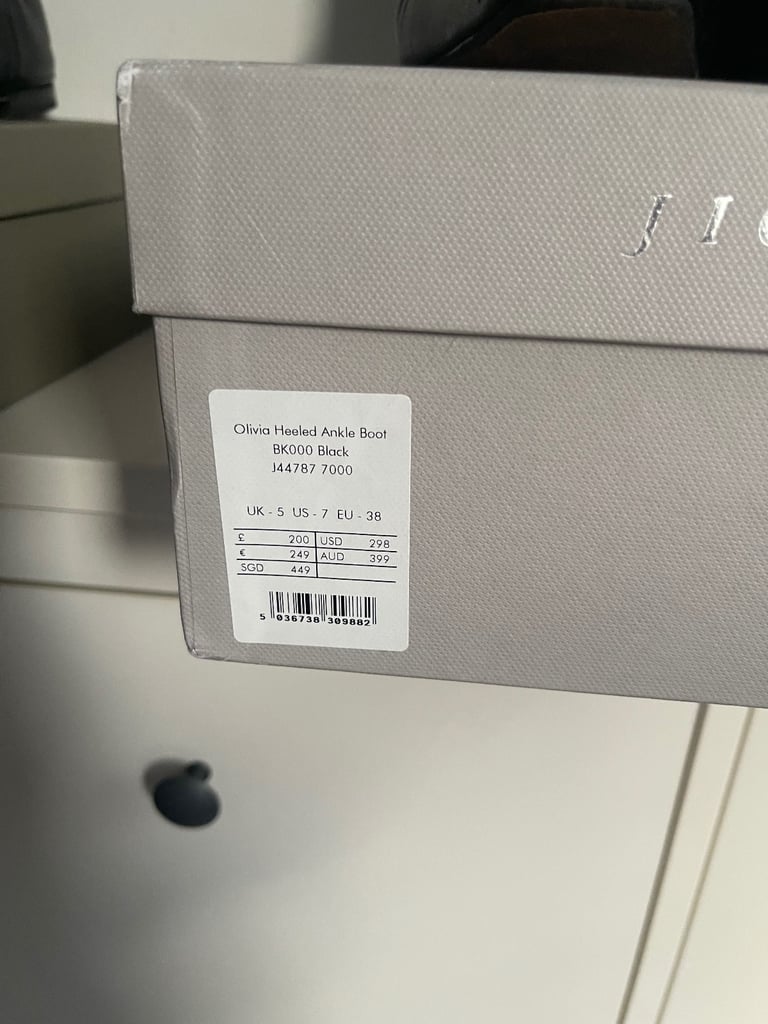 JI
Olivia Heeled Ankle Boot
BK000 Black
J44787 7000
UK - 5 US - 7 EU - 38
£ 200 USD 298
€ 249 AUD 399
SGD 449
5 036738 309882